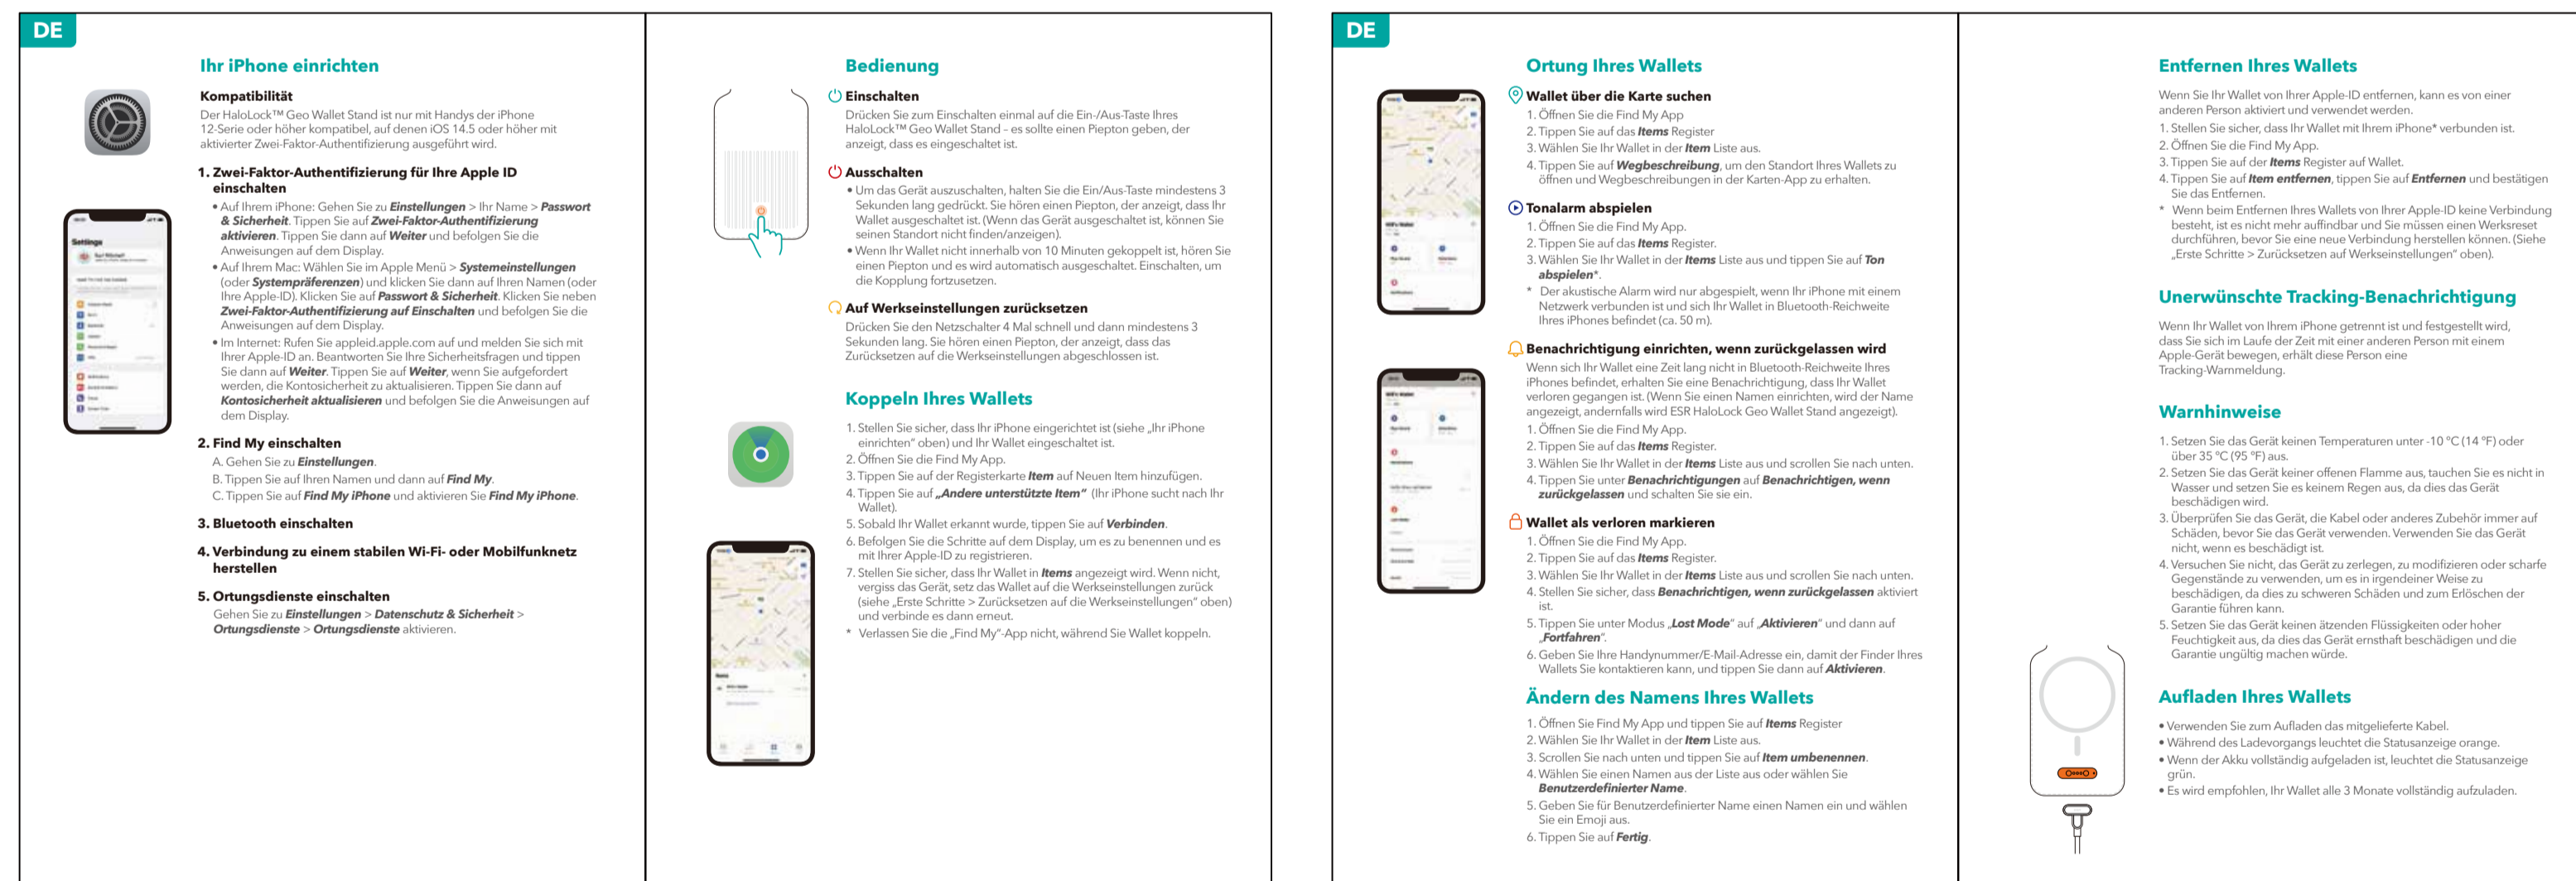 DE
Ihr iPhone einrichten
Kompatibilität
Der HaloLock™ Geo Wallet Stand ist nur mit Handys der iPhone
12-Serie oder höher kompatibel, auf denen iOS 14.5 oder höher mit
aktivierter Zwei-Faktor-Authentifizierung ausgeführt wird.
1. Zwei-Faktor-Authentifizierung für Ihre Apple ID
einschalten
• Auf Ihrem iPhone: Gehen Sie zu Einstellungen > Ihr Name > Passwort
& Sicherheit. Tippen Sie auf Zwei-Faktor-Authentifizierung
aktivieren. Tippen Sie dann auf Weiter und befolgen Sie die
Anweisungen auf dem Display.
• Auf Ihrem Mac: Wählen Sie im Apple Menü > Systemeinstellungen
(oder Systempräferenzen) und klicken Sie dann auf Ihren Namen (oder
Ihre Apple-ID). Klicken Sie auf Passwort & Sicherheit. Klicken Sie neben
Zwei-Faktor-Authentifizierung auf Einschalten und befolgen Sie die
Anweisungen auf dem Display.
• Im Internet: Rufen Sie appleid.apple.com auf und melden Sie sich mit
Ihrer Apple-ID an. Beantworten Sie Ihre Sicherheitsfragen und tippen
Sie dann auf Weiter. Tippen Sie auf Weiter, wenn Sie aufgefordert
werden, die Kontosicherheit zu aktualisieren. Tippen Sie dann auf
Kontosicherheit aktualisieren und befolgen Sie die Anweisungen auf
dem Display.
2. Find My einschalten
A. Gehen Sie zu Einstellungen.
B. Tippen Sie auf Ihren Namen und dann auf Find My.
C. Tippen Sie auf Find My iPhone und aktivieren Sie Find My iPhone.
3. Bluetooth einschalten
4. Verbindung zu einem stabilen Wi-Fi- oder Mobilfunknetz
herstellen
5. Ortungsdienste einschalten
Gehen Sie zu Einstellungen > Datenschutz & Sicherheit >
Ortungsdienste > Ortungsdienste aktivieren.
Settings
Bedienung
Einschalten
Drücken Sie zum Einschalten einmal auf die Ein-/Aus-Taste Ihres
HaloLock™ Geo Wallet Stand – es sollte einen Piepton geben, der
anzeigt, dass es eingeschaltet ist.
Ausschalten
• Um das Gerät auszuschalten, halten Sie die Ein/Aus-Taste mindestens 3
Sekunden lang gedrückt. Sie hören einen Piepton, der anzeigt, dass Ihr
Wallet ausgeschaltet ist. (Wenn das Gerät ausgeschaltet ist, können Sie
seinen Standort nicht finden/anzeigen).
• Wenn Ihr Wallet nicht innerhalb von 10 Minuten gekoppelt ist, hören Sie
einen Piepton und es wird automatisch ausgeschaltet. Einschalten, um
die Kopplung fortzusetzen.
Auf Werkseinstellungen zurücksetzen
Drücken Sie den Netzschalter 4 Mal schnell und dann mindestens 3
Sekunden lang. Sie hören einen Piepton, der anzeigt, dass das
Zurücksetzen auf die Werkseinstellungen abgeschlossen ist.
Koppeln Ihres Wallets
1. Stellen Sie sicher, dass Ihr iPhone eingerichtet ist (siehe „Ihr iPhone
einrichten“ oben) und Ihr Wallet eingeschaltet ist.
2. Öffnen Sie die Find My App.
3. Tippen Sie auf der Registerkarte Item auf Neuen Item hinzufügen.
4. Tippen Sie auf „Andere unterstützte Item“ (Ihr iPhone sucht nach Ihr
Wallet).
5. Sobald Ihr Wallet erkannt wurde, tippen Sie auf Verbinden.
6. Befolgen Sie die Schritte auf dem Display, um es zu benennen und es
mit Ihrer Apple-ID zu registrieren.
7. Stellen Sie sicher, dass Ihr Wallet in Items angezeigt wird. Wenn nicht,
vergiss das Gerät, setz das Wallet auf die Werkseinstellungen zurück
(siehe „Erste Schritte > Zurücksetzen auf die Werkseinstellungen“ oben)
und verbinde es dann erneut.
* Verlassen Sie die „Find My“-App nicht, während Sie Wallet koppeln.
DE
Ortung Ihres Wallets
Wallet über die Karte suchen
1. Öffnen Sie die Find My App
2. Tippen Sie auf das Items Register
3. Wählen Sie Ihr Wallet in der Item Liste aus.
4. Tippen Sie auf Wegbeschreibung, um den Standort Ihres Wallets zu
öffnen und Wegbeschreibungen in der Karten-App zu erhalten.
Tonalarm abspielen
1. Öffnen Sie die Find My App.
2. Tippen Sie auf das Items Register.
3. Wählen Sie Ihr Wallet in der Items Liste aus und tippen Sie auf Ton
abspielen*.
* Der akustische Alarm wird nur abgespielt, wenn Ihr iPhone mit einem
Netzwerk verbunden ist und sich Ihr Wallet in Bluetooth-Reichweite
Ihres iPhones befindet (ca. 50 m).
Benachrichtigung einrichten, wenn zurückgelassen wird
Wenn sich Ihr Wallet eine Zeit lang nicht in Bluetooth-Reichweite Ihres
iPhones befindet, erhalten Sie eine Benachrichtigung, dass Ihr Wallet
verloren gegangen ist. (Wenn Sie einen Namen einrichten, wird der Name
angezeigt, andernfalls wird ESR HaloLock Geo Wallet Stand angezeigt).
1. Öffnen Sie die Find My App.
2. Tippen Sie auf das Items Register.
3. Wählen Sie Ihr Wallet in der Items Liste aus und scrollen Sie nach unten.
4. Tippen Sie unter Benachrichtigungen auf Benachrichtigen, wenn
zurückgelassen und schalten Sie sie ein.
Wallet als verloren markieren
1. Öffnen Sie die Find My App.
2. Tippen Sie auf das Items Register.
3. Wählen Sie Ihr Wallet in der Items Liste aus und scrollen Sie nach unten.
4. Stellen Sie sicher, dass Benachrichtigen, wenn zurückgelassen aktiviert
ist.
5. Tippen Sie unter Modus „Lost Mode“ auf „Aktivieren“ und dann auf
„Fortfahren“.
6. Geben Sie Ihre Handynummer/E-Mail-Adresse ein, damit der Finder Ihres
Wallets Sie kontaktieren kann, und tippen Sie dann auf Aktivieren.
Ändern des Namens Ihres Wallets
1. Öffnen Sie Find My App und tippen Sie auf Items Register
2. Wählen Sie Ihr Wallet in der Item Liste aus.
3. Scrollen Sie nach unten und tippen Sie auf Item umbenennen.
4. Wählen Sie einen Namen aus der Liste aus oder wählen Sie
Benutzerdefinierter Name.
5. Geben Sie für Benutzerdefinierter Name einen Namen ein und wählen
Sie ein Emoji aus.
6. Tippen Sie auf Fertig.
Entfernen Ihres Wallets
Wenn Sie Ihr Wallet von Ihrer Apple-ID entfernen, kann es von einer
anderen Person aktiviert und verwendet werden.
1. Stellen Sie sicher, dass Ihr Wallet mit Ihrem iPhone* verbunden ist.
2. Öffnen Sie die Find My App.
3. Tippen Sie auf der Items Register auf Wallet.
4. Tippen Sie auf Item entfernen, tippen Sie auf Entfernen und bestätigen
Sie das Entfernen.
* Wenn beim Entfernen Ihres Wallets von Ihrer Apple-ID keine Verbindung
besteht, ist es nicht mehr auffindbar und Sie müssen einen Werksreset
durchführen, bevor Sie eine neue Verbindung herstellen können. (Siehe
„Erste Schritte > Zurücksetzen auf Werkseinstellungen“ oben).
Unerwünschte Tracking-Benachrichtigung
Wenn Ihr Wallet von Ihrem iPhone getrennt ist und festgestellt wird,
dass Sie sich im Laufe der Zeit mit einer anderen Person mit einem
Apple-Gerät bewegen, erhält diese Person eine
Tracking-Warnmeldung.
Warnhinweise
1. Setzen Sie das Gerät keinen Temperaturen unter -10 °C (14 °F) oder
über 35 °C (95 °F) aus.
2. Setzen Sie das Gerät keiner offenen Flamme aus, tauchen Sie es nicht in
Wasser und setzen Sie es keinem Regen aus, da dies das Gerät
beschädigen wird.
3. Überprüfen Sie das Gerät, die Kabel oder anderes Zubehör immer auf
Schäden, bevor Sie das Gerät verwenden. Verwenden Sie das Gerät
nicht, wenn es beschädigt ist.
4. Versuchen Sie nicht, das Gerät zu zerlegen, zu modifizieren oder scharfe
Gegenstände zu verwenden, um es in irgendeiner Weise zu
beschädigen, da dies zu schweren Schäden und zum Erlöschen der
Garantie führen kann.
5. Setzen Sie das Gerät keinen ätzenden Flüssigkeiten oder hoher
Feuchtigkeit aus, da dies das Gerät ernsthaft beschädigen und die
Garantie ungültig machen würde.
Aufladen Ihres Wallets
• Verwenden Sie zum Aufladen das mitgelieferte Kabel.
• Während des Ladevorgangs leuchtet die Statusanzeige orange.
• Wenn der Akku vollständig aufgeladen ist, leuchtet die Statusanzeige
grün.
• Es wird empfohlen, Ihr Wallet alle 3 Monate vollständig aufzuladen.